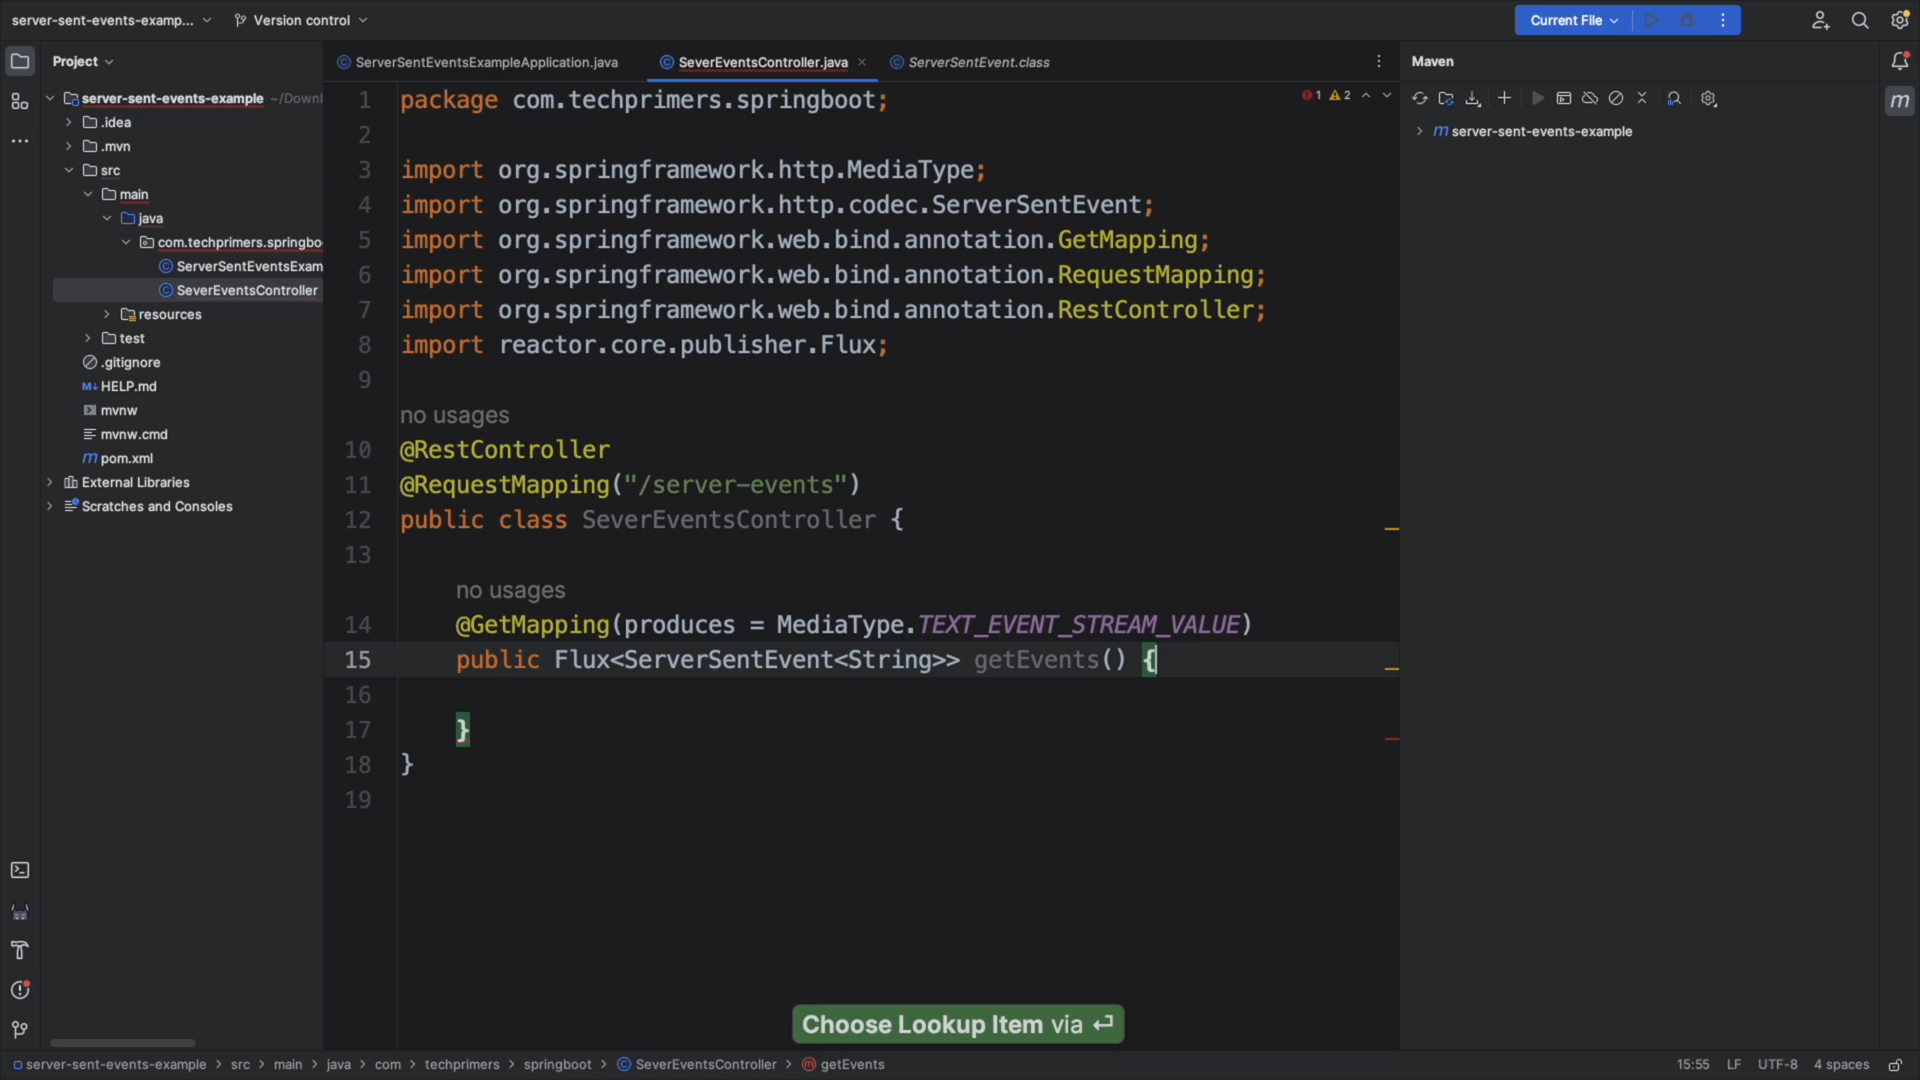 server-sent-events-examp...
Version control
Current File
Project
ServerSentEventsExampleApplication.java
SeverEventsController.java
ServerSentEvent.class
Maven
server-sent-events-example ~/Downl
.idea
.mvn
src
main
java
com.techprimers.springbo
ServerSentEventsExam
SeverEventsController
resources
test
.gitignore
HELP.md
mvnw
mvnw.cmd
pom.xml
External Libraries
Scratches and Consoles
1 package com.techprimers.springboot;
2
3 import org.springframework.http.MediaType;
4 import org.springframework.http.codec.ServerSentEvent;
5 import org.springframework.web.bind.annotation.GetMapping;
6 import org.springframework.web.bind.annotation.RequestMapping;
7 import org.springframework.web.bind.annotation.RestController;
8 import reactor.core.publisher.Flux;
9
no usages
10 @RestController
11 @RequestMapping("/server-events")
12 public class SeverEventsController {
13
no usages
14 @GetMapping(produces = MediaType.TEXT_EVENT_STREAM_VALUE)
15 public Flux<ServerSentEvent<String>> getEvents() {
16
17 }
18 }
19
1 2
m server-sent-events-example
Choose Lookup Item via ↩
server-sent-events-example > src > main > java > com > techprimers > springboot > SeverEventsController > getEvents
15:55 LF UTF-8 4 spaces